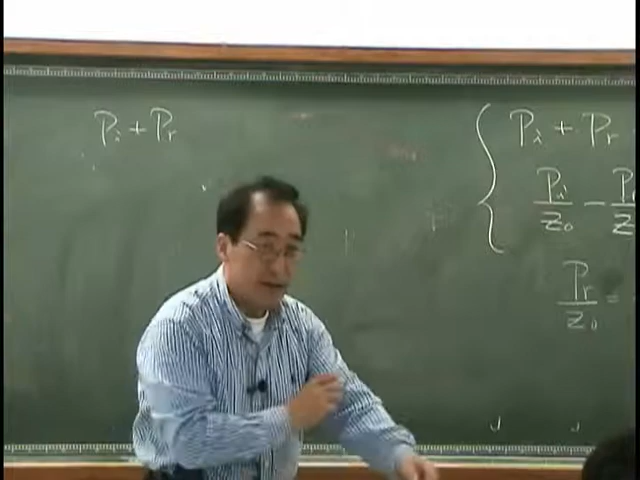 Pi + Pr
Pi + Pr
Pi/Z0 - P/Z
Pr/Z0 =